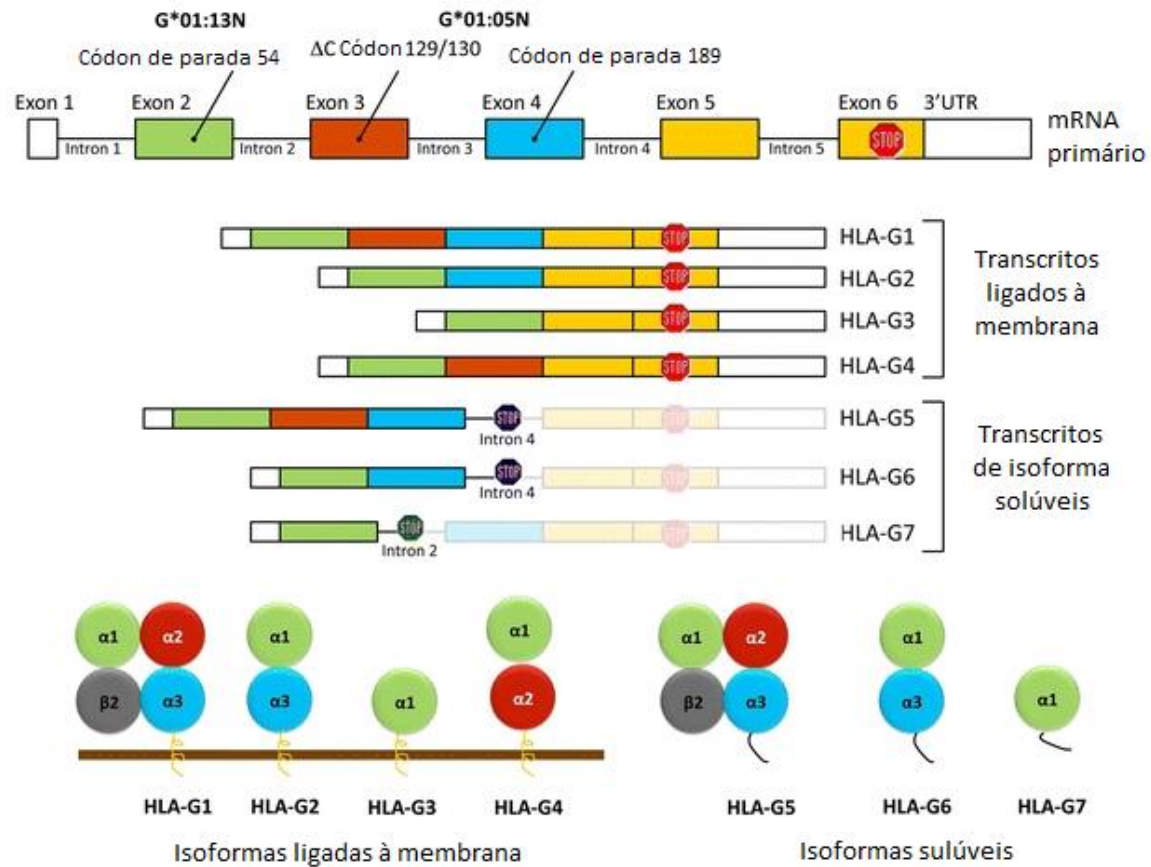 G*01:13N
G*01:05N
Códon de parada 54
ΔC Códon 129/130
Códon de parada 189
Exon 1
Exon 2
Exon 3
Exon 4
Exon 5
Exon 6
3'UTR
STOP
mRNA
primário
Intron 1
Intron 2
Intron 3
Intron 4
Intron 5
STOP
HLA-G1
STOP
HLA-G2
STOP
HLA-G3
STOP
HLA-G4
Transcritos
ligados à
membrana
STOP
STOP
HLA-G5
Intron 4
STOP
STOP
HLA-G6
Intron 4
STOP
STOP
HLA-G7
Intron 2
Transcritos
de isoforma
solúveis
α1 α2
β2 α3
α1
α3
α1
α1
α2
α1 α2
β2 α3
α1
α3
α1
HLA-G1
HLA-G2
HLA-G3
HLA-G4
HLA-G5
HLA-G6
HLA-G7
Isoformas ligadas à membrana
Isoformas sulúveis